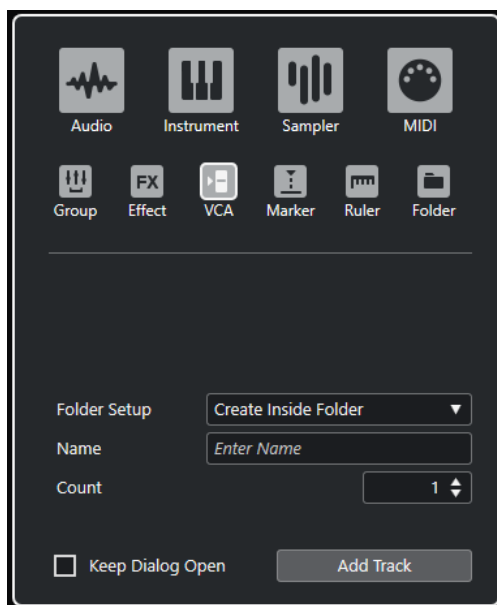 Audio Instrument Sampler MIDI
FX
Group Effect VCA Marker Ruler Folder
Folder Setup Create Inside Folder
Name Enter Name
Count 1
Keep Dialog Open Add Track